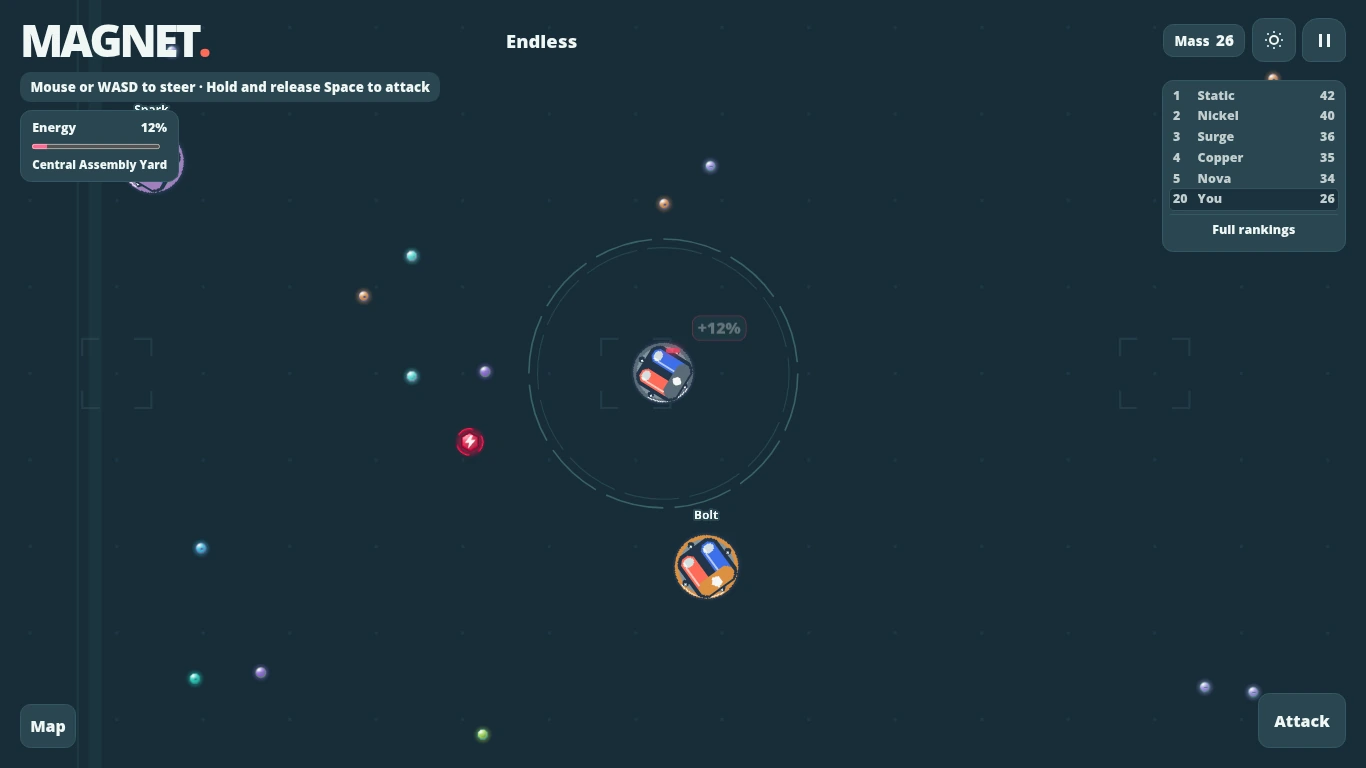 MAGNET.
Endless
Mass 26
Mouse or WASD to steer · Hold and release Space to attack
Spark
Energy 12%
Central Assembly Yard
1 Static 42
2 Nickel 40
3 Surge 36
4 Copper 35
5 Nova 34
20 You 26
Full rankings
+12%
Bolt
Map
Attack